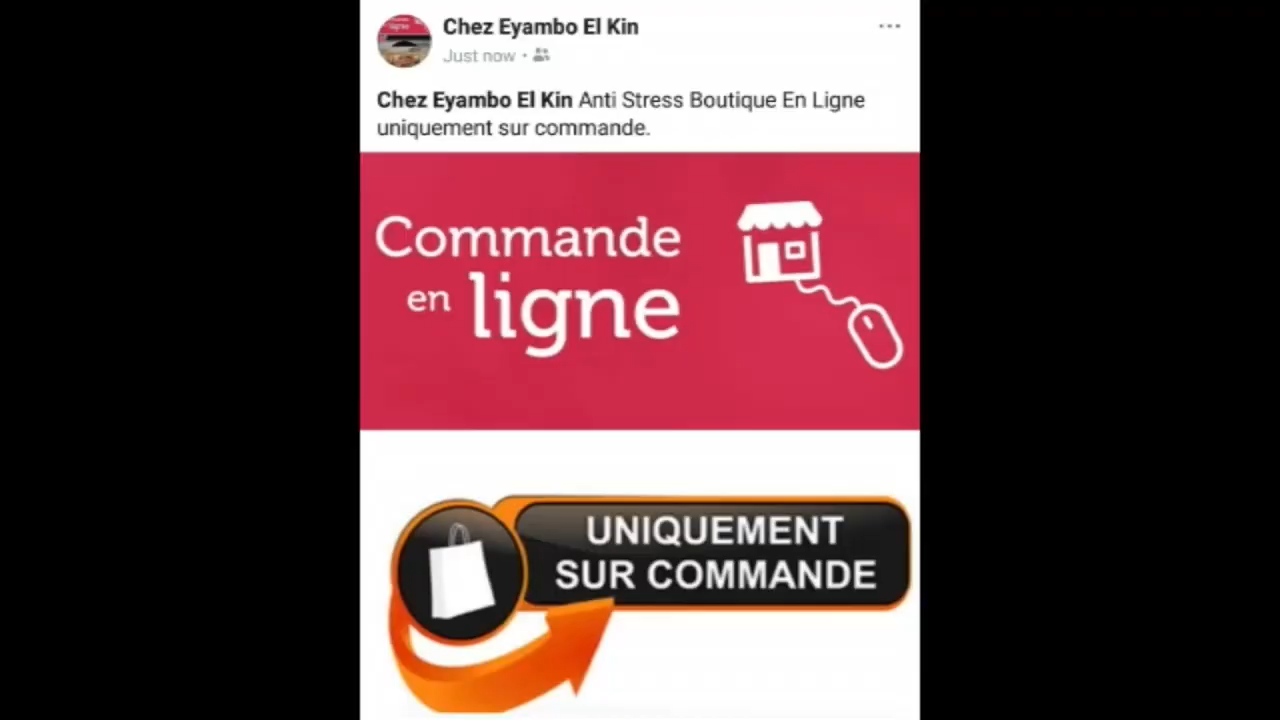 Chez Eyambo El Kin
Just now
Chez Eyambo El Kin Anti Stress Boutique En Ligne
uniquement sur commande.
Commande
en ligne
UNIQUEMENT
SUR COMMANDE